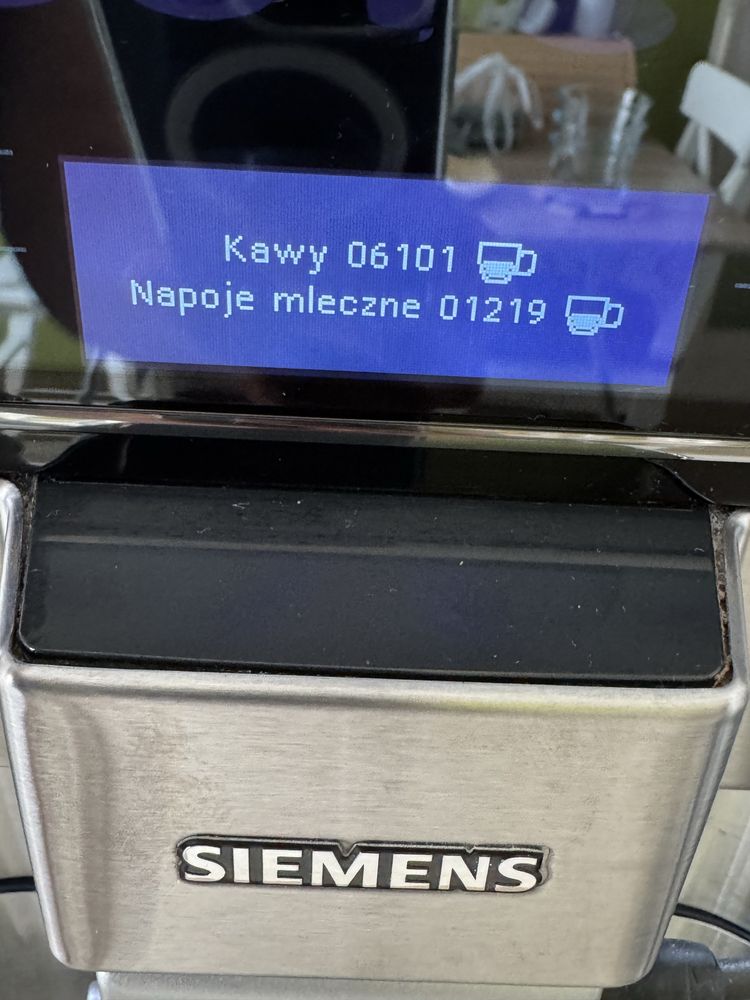 Kawy 06101
Napoje mleczne 01219
SIEMENS